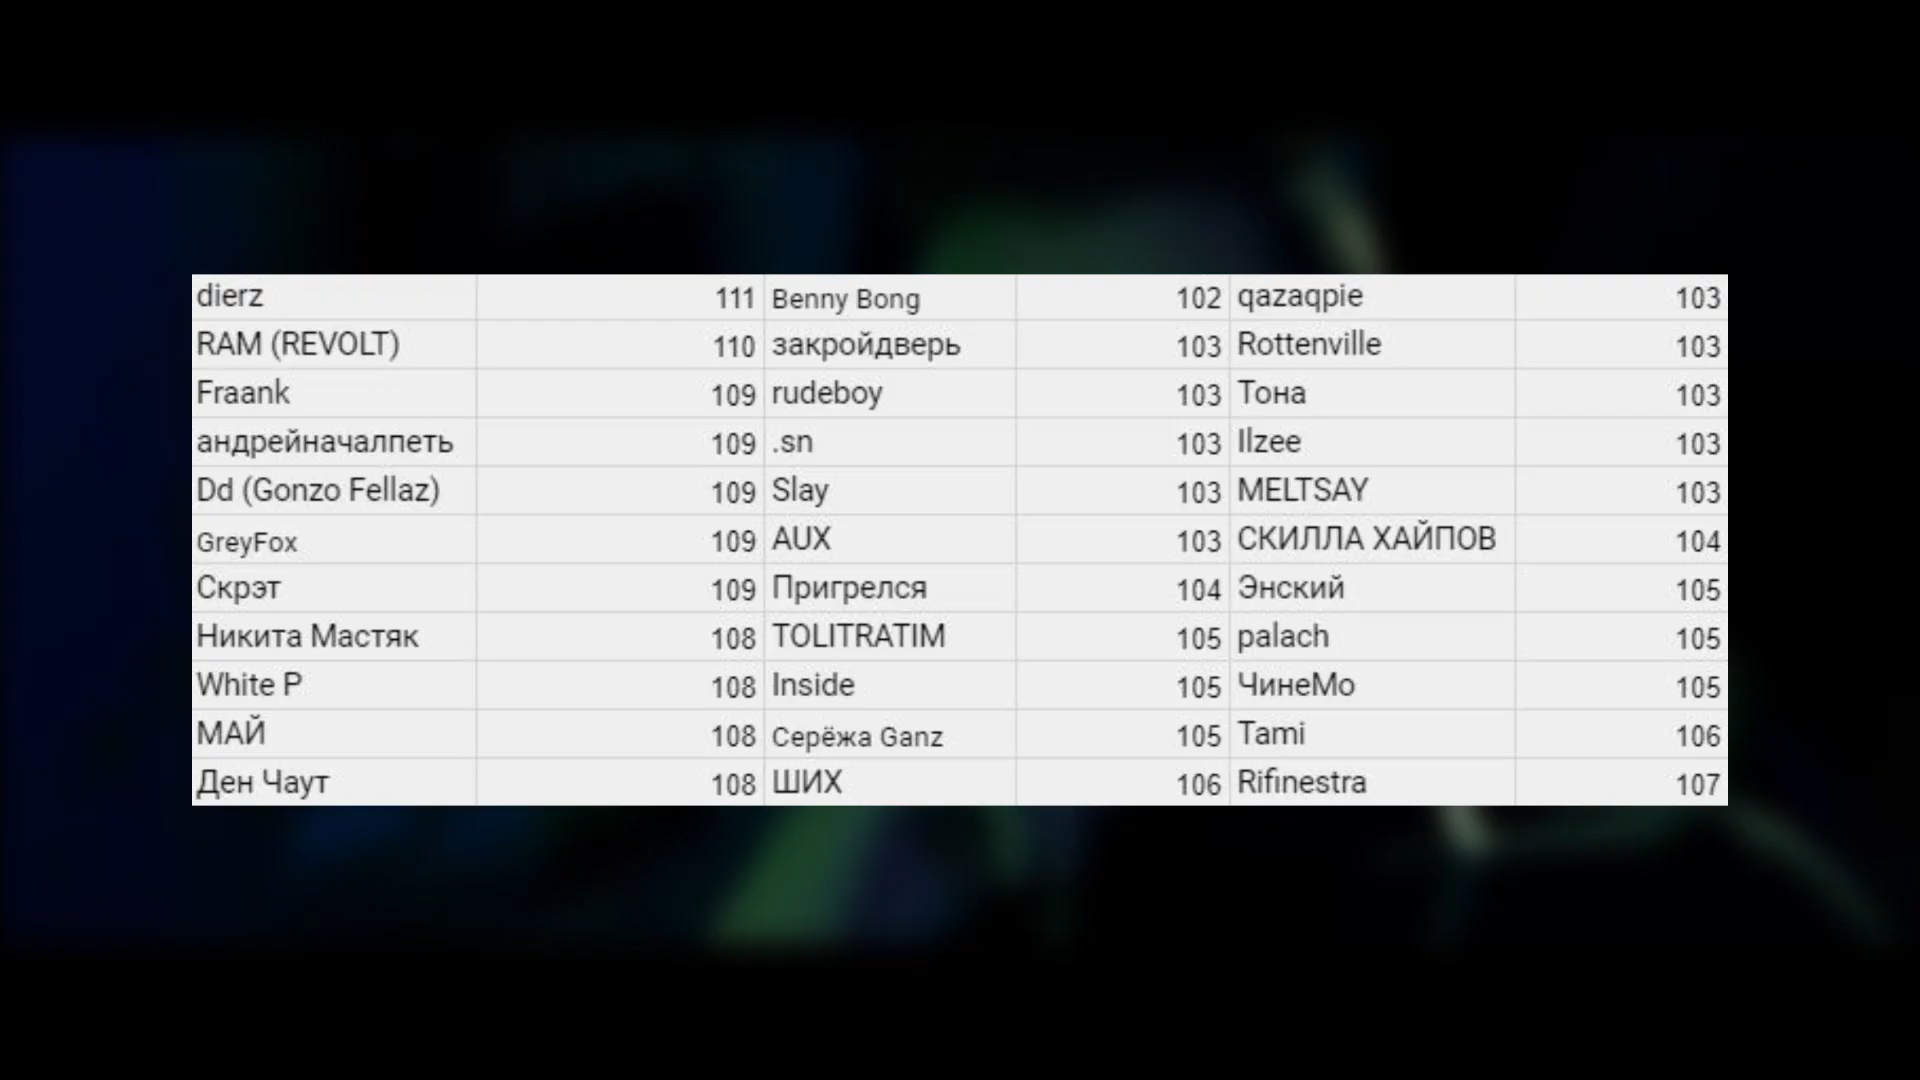 dierz 111 Benny Bong 102 qazaqpie 103
RAM (REVOLT) 110 закройдверь 103 Rottenville 103
Fraank 109 rudeboy 103 Тона 103
андрейначалпеть 109 .sn 103 Ilzee 103
Dd (Gonzo Fellaz) 109 Slay 103 MELTSAY 103
GreyFox 109 AUX 103 СКИЛЛА ХАЙПОВ 104
Скрэт 109 Пригрелся 104 Энский 105
Никита Мастяк 108 TOLITRATIM 105 palach 105
White P 108 Inside 105 ЧинеМо 105
МАЙ 108 Серёжа Ganz 105 Tami 106
Ден Чаут 108 ШИХ 106 Rifinestra 107